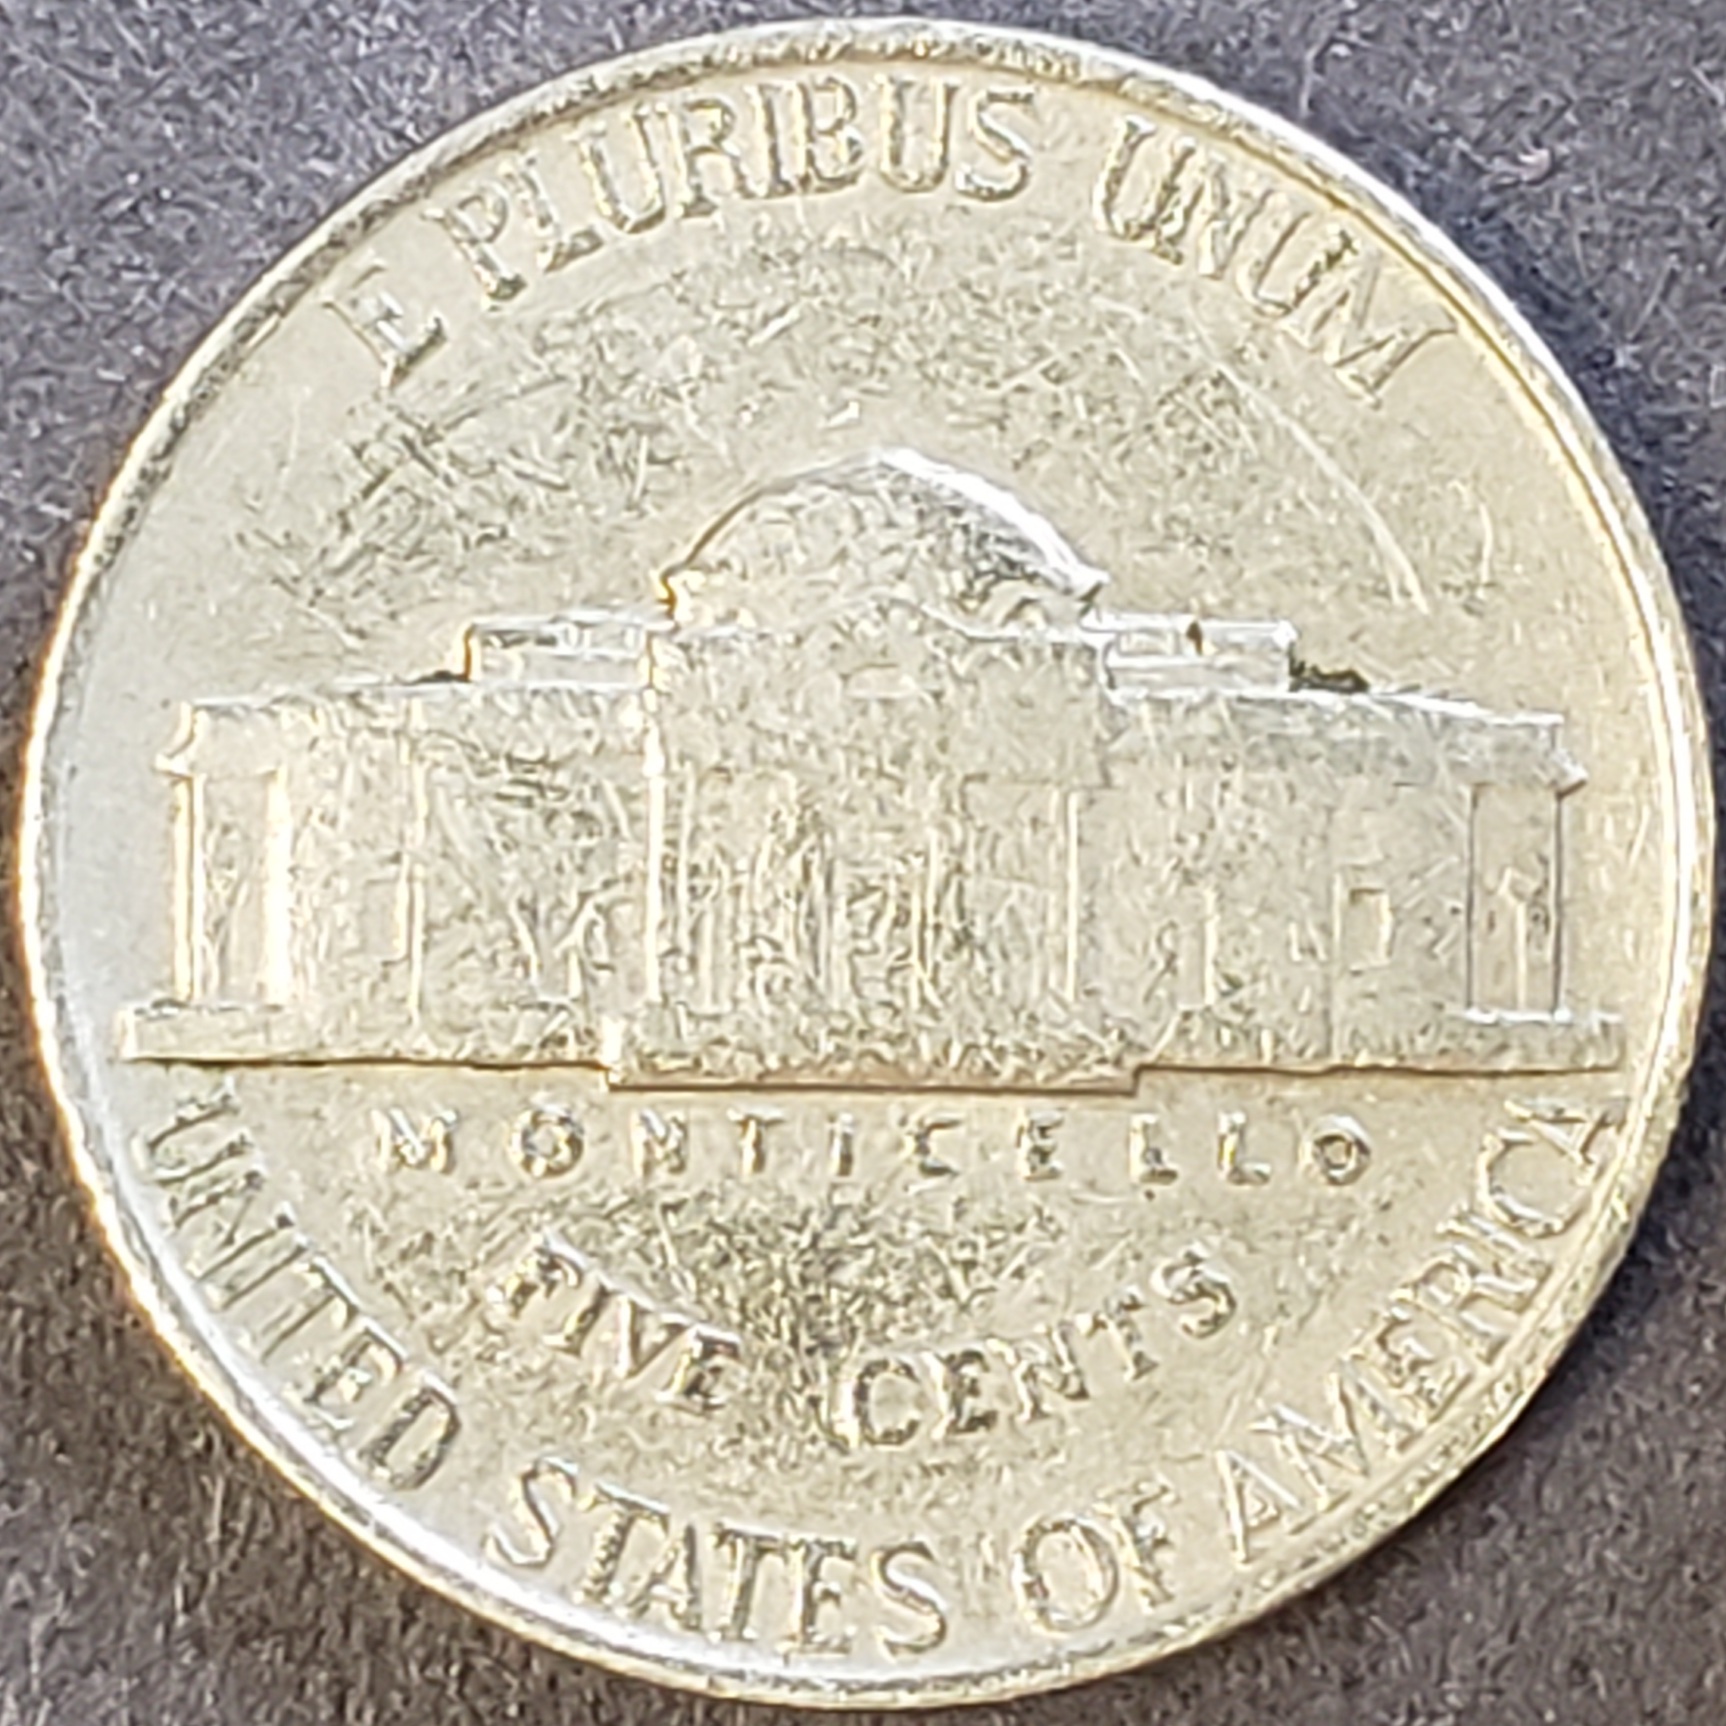 E PLURIBUS UNUM
MONTICELLO
FIVE CENTS
UNITED STATES OF AMERICA